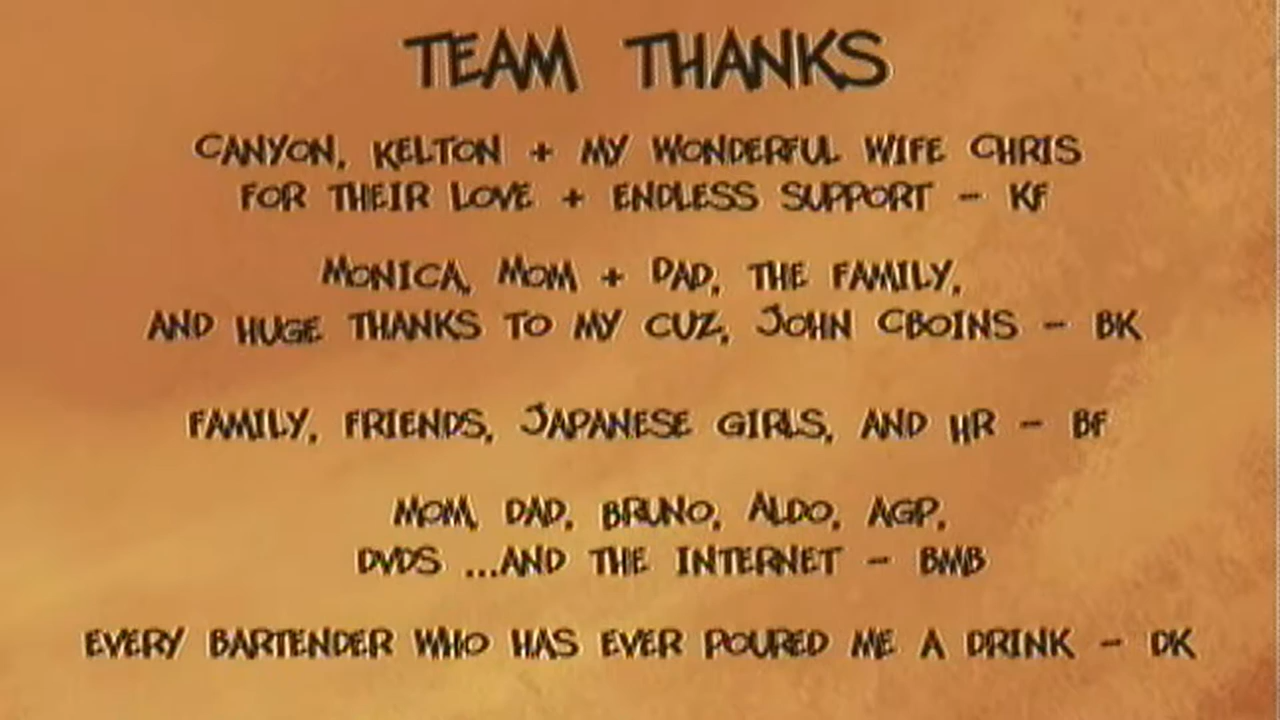 TEAM THANKS
CANYON, KELTON + MY WONDERFUL WIFE CHRIS
FOR THEIR LOVE + ENDLESS SUPPORT - KF
MONICA, MOM + DAD, THE FAMILY,
AND HUGE THANKS TO MY CUZ, JOHN CBOINS - BK
FAMILY, FRIENDS, JAPANESE GIRLS, AND HR - BF
MOM, DAD, BRUNO, ALDO, AGP,
DVDS ...AND THE INTERNET - BMB
EVERY BARTENDER WHO HAS EVER POURED ME A DRINK - DK